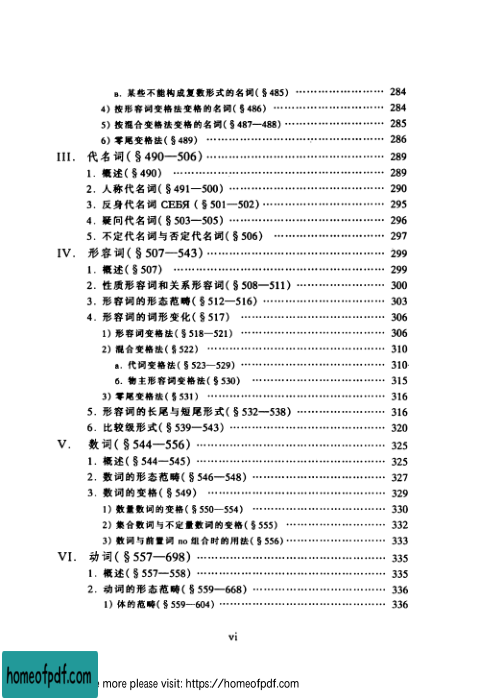 в. 某些不能构成复数形式的名词(§485) ························ 284
4) 按形容词变格法变格的名词(§486) ························ 284
5) 按混合变格法变格的名词(§487—488) ························ 285
6) 零尾变格法(§489) ························ 286
III. 代名词(§490—506) ························ 289
1. 概述(§490) ························ 289
2. 人称代名词(§491—500) ························ 290
3. 反身代名词 СЕБЯ (§501—502) ························ 295
4. 疑问代名词(§503—505) ························ 296
5. 不定代名词与否定代名词(§506) ························ 297
IV. 形容词(§507—543) ························ 299
1. 概述(§507) ························ 299
2. 性质形容词和关系形容词(§508—511) ························ 300
3. 形容词的形态范畴(§512—516) ························ 303
4. 形容词的词形变化(§517) ························ 306
1) 形容词变格法(§518—521) ························ 306
2) 混合变格法(§522) ························ 310
а. 代词变格法(§523—529) ························ 310
б. 物主形容词变格法(§530) ························ 315
3) 零尾变格法(§531) ························ 316
5. 形容词的长尾与短尾形式(§532—538) ························ 316
6. 比较级形式(§539—543) ························ 320
V. 数词(§544—556) ························ 325
1. 概述(§544—545) ························ 325
2. 数词的形态范畴(§546—548) ························ 327
3. 数词的变格(§549) ························ 329
1) 数量数词的变格(§550—554) ························ 330
2) 集合数词与不定量数词的变格(§555) ························ 332
3) 数词与前置词 по 组合时的用法(§556) ························ 333
VI. 动词(§557—698) ························ 335
1. 概述(§557—558) ························ 335
2. 动词的形态范畴(§559—668) ························ 336
1) 体的范畴(§559—604) ························ 336
vi
homeofpdf.com
more please visit: https://homeofpdf.com